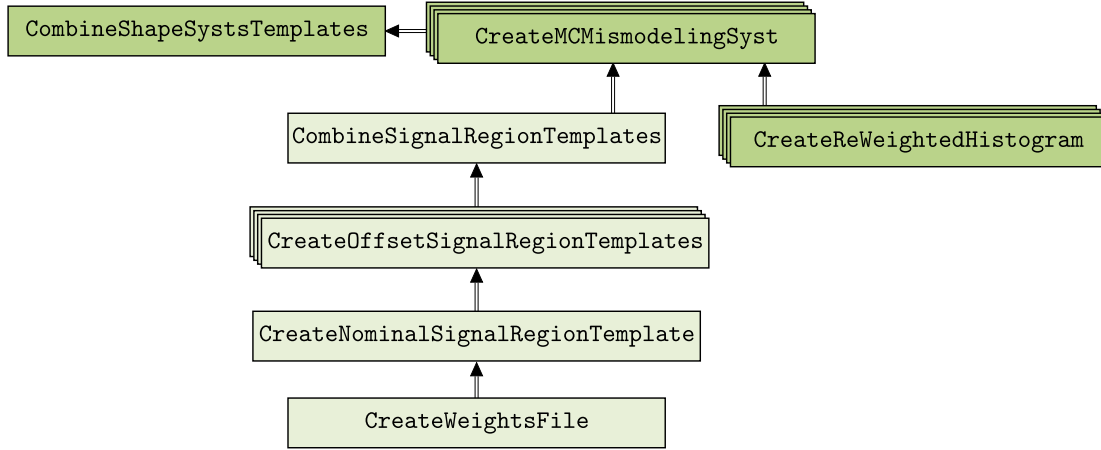 CombineShapeSystsTemplates
CreateMCMismodelingSyst
CombineSignalRegionTemplates
CreateReWeightedHistogram
CreateOffsetSignalRegionTemplates
CreateNominalSignalRegionTemplate
CreateWeightsFile